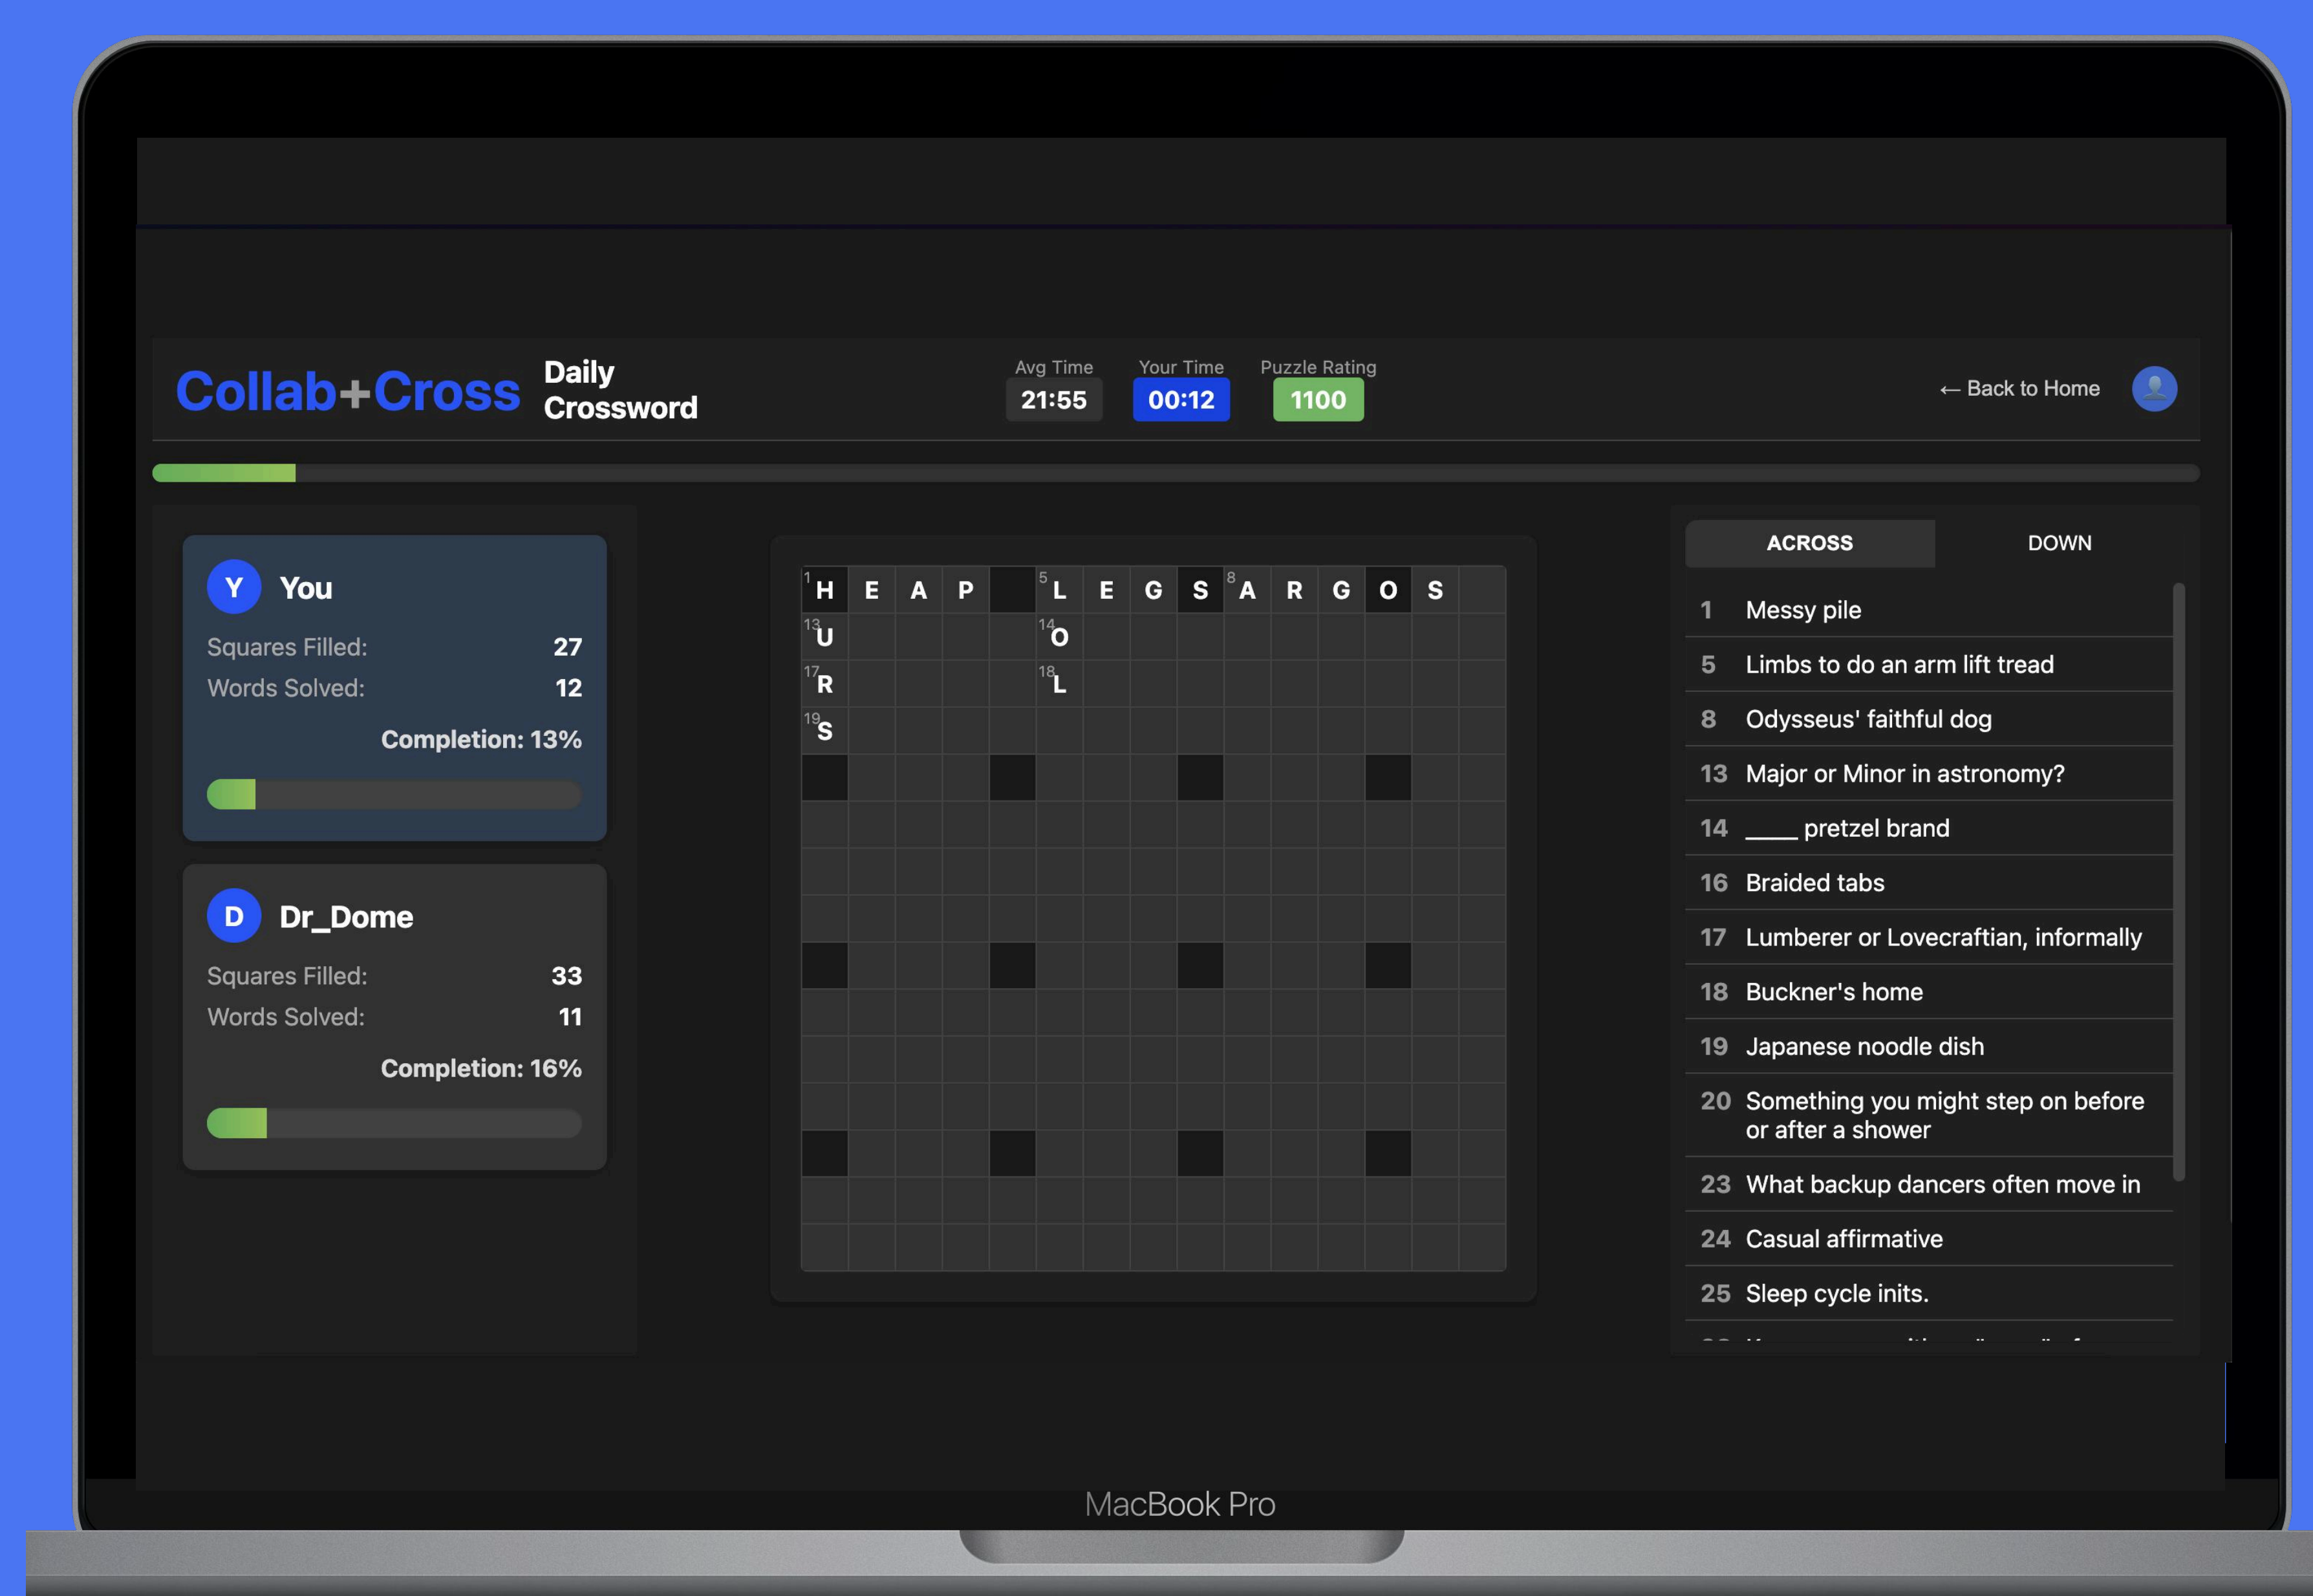 Collab+Cross
Daily
Crossword
Avg Time
21:55
Your Time
00:12
Puzzle Rating
1100
← Back to Home
Y You
Squares Filled: 27
Words Solved: 12
Completion: 13%
D Dr_Dome
Squares Filled: 33
Words Solved: 11
Completion: 16%
1 H E A P 5 L E G S 8 A R G O S
13 U 14 O
17 R 18 L
19 S
ACROSS DOWN
1 Messy pile
5 Limbs to do an arm lift tread
8 Odysseus' faithful dog
13 Major or Minor in astronomy?
14 ____ pretzel brand
16 Braided tabs
17 Lumberer or Lovecraftian, informally
18 Buckner's home
19 Japanese noodle dish
20 Something you might step on before
or after a shower
23 What backup dancers often move in
24 Casual affirmative
25 Sleep cycle inits.
MacBook Pro